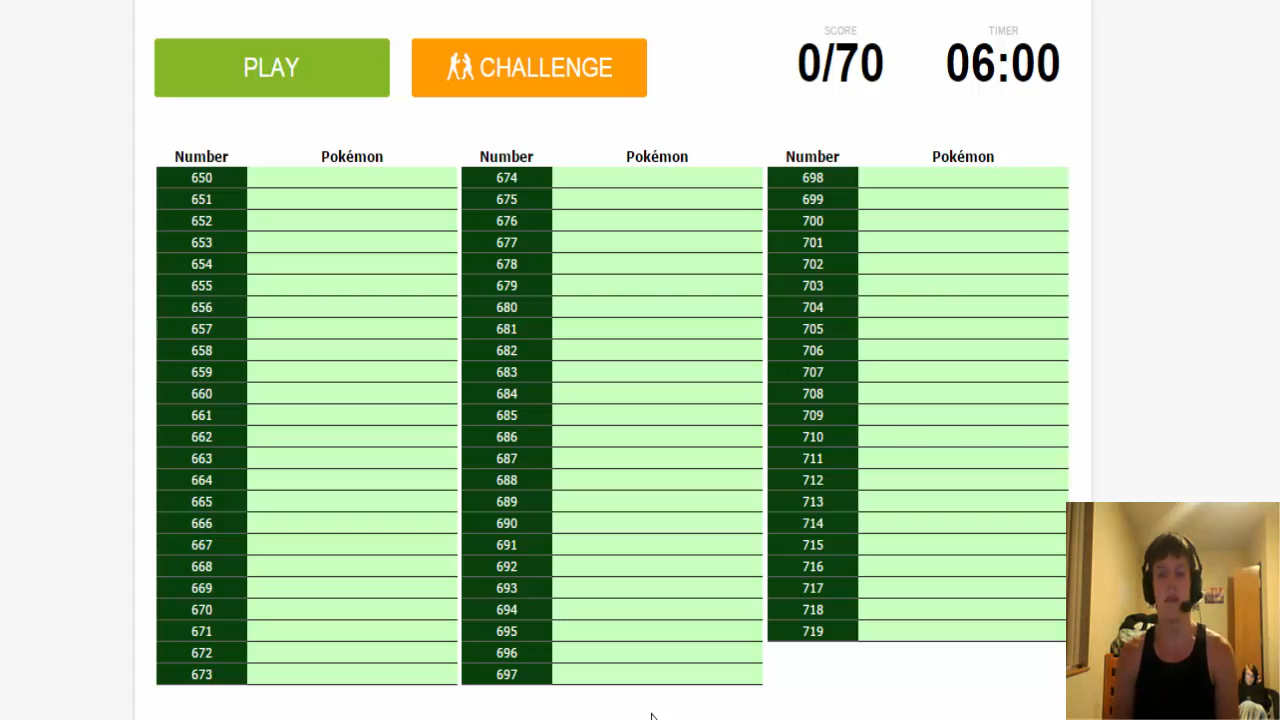 SCORE TIMER
PLAY CHALLENGE 0/70 06:00
Number Pokémon Number Pokémon Number Pokémon
650 674 698
651 675 699
652 676 700
653 677 701
654 678 702
655 679 703
656 680 704
657 681 705
658 682 706
659 683 707
660 684 708
661 685 709
662 686 710
663 687 711
664 688 712
665 689 713
666 690 714
667 691 715
668 692 716
669 693 717
670 694 718
671 695 719
672 696
673 697